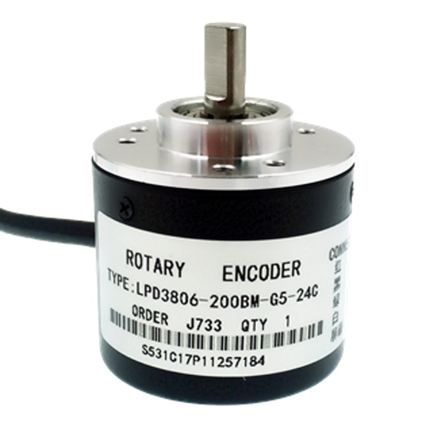 ROTARY ENCODER
TYPE:LPD3806-200BM-G5-24C
ORDER J733 QTY 1
S531C17P11257184